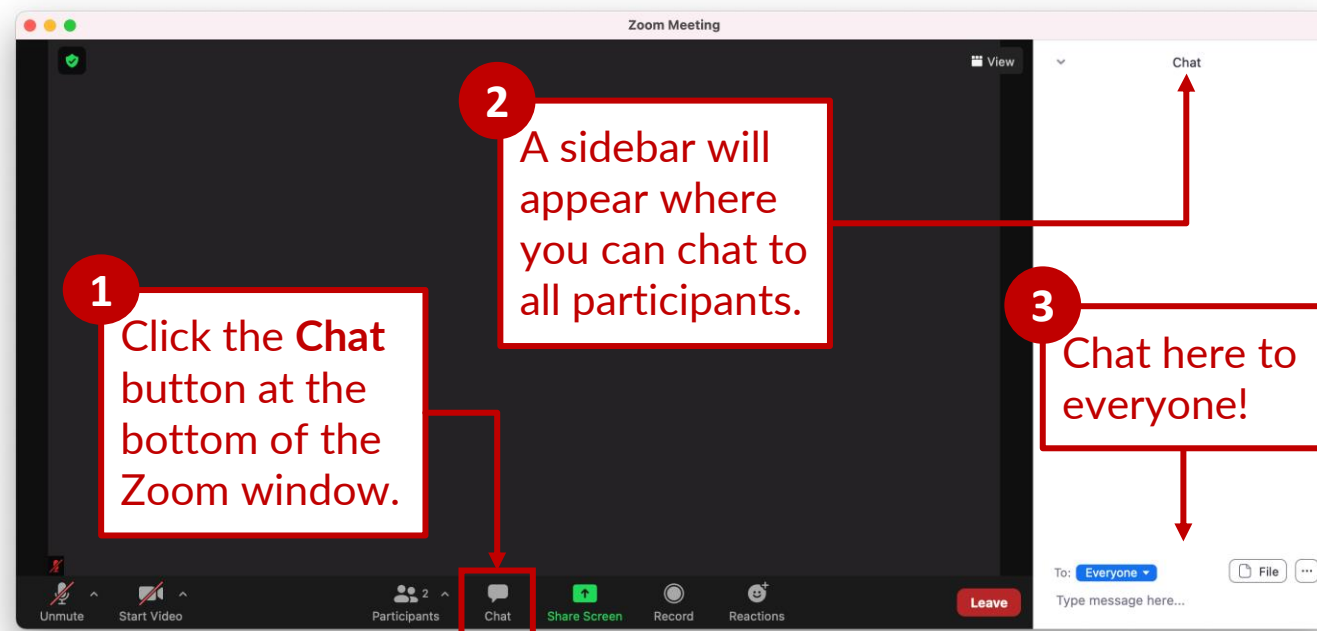 Zoom Meeting
View
Chat
2
A sidebar will
appear where
you can chat to
all participants.
1
Click the Chat
button at the
bottom of the
Zoom window.
3
Chat here to
everyone!
To: Everyone
File
Type message here...
Unmute
Start Video
2
Participants
Chat
Share Screen
Record
Reactions
Leave